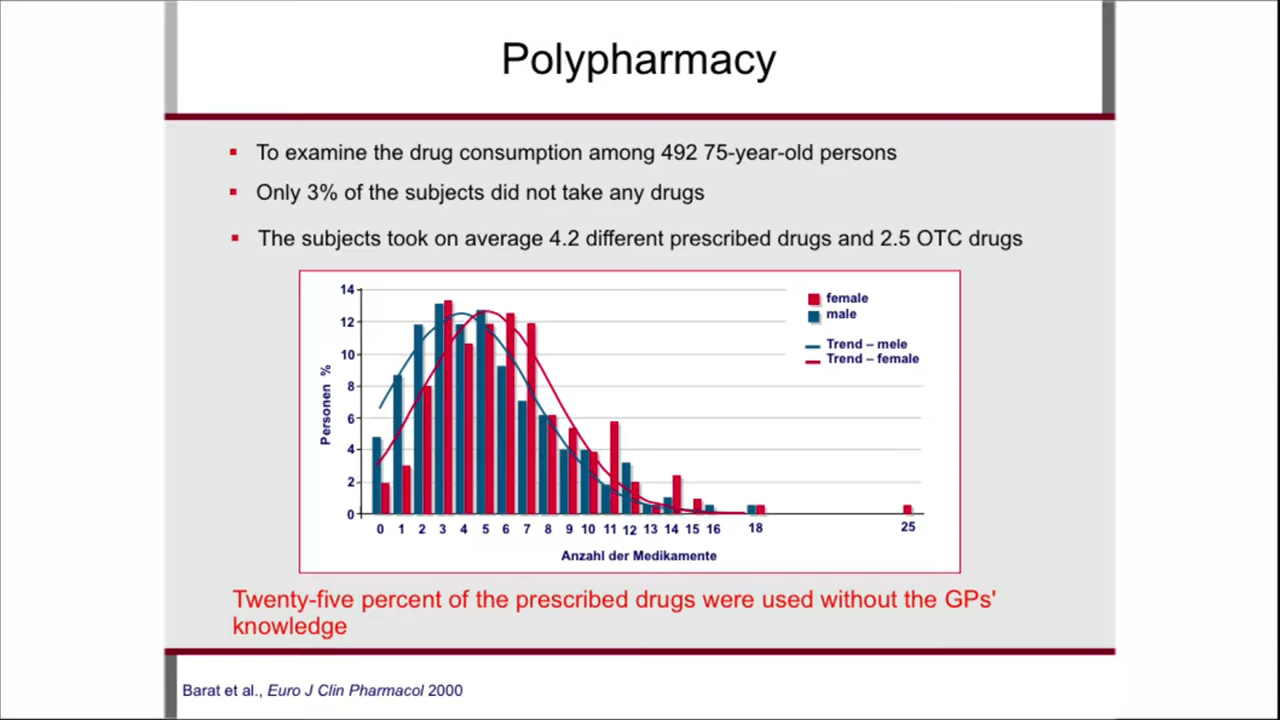 Polypharmacy
To examine the drug consumption among 492 75-year-old persons
Only 3% of the subjects did not take any drugs
The subjects took on average 4.2 different prescribed drugs and 2.5 OTC drugs
14
12
10
8
6
4
2
0
Personen %
female
male
Trend – mele
Trend – female
0 1 2 3 4 5 6 7 8 9 10 11 12 13 14 15 16 18 25
Anzahl der Medikamente
Twenty-five percent of the prescribed drugs were used without the GPs'
knowledge
Barat et al., Euro J Clin Pharmacol 2000